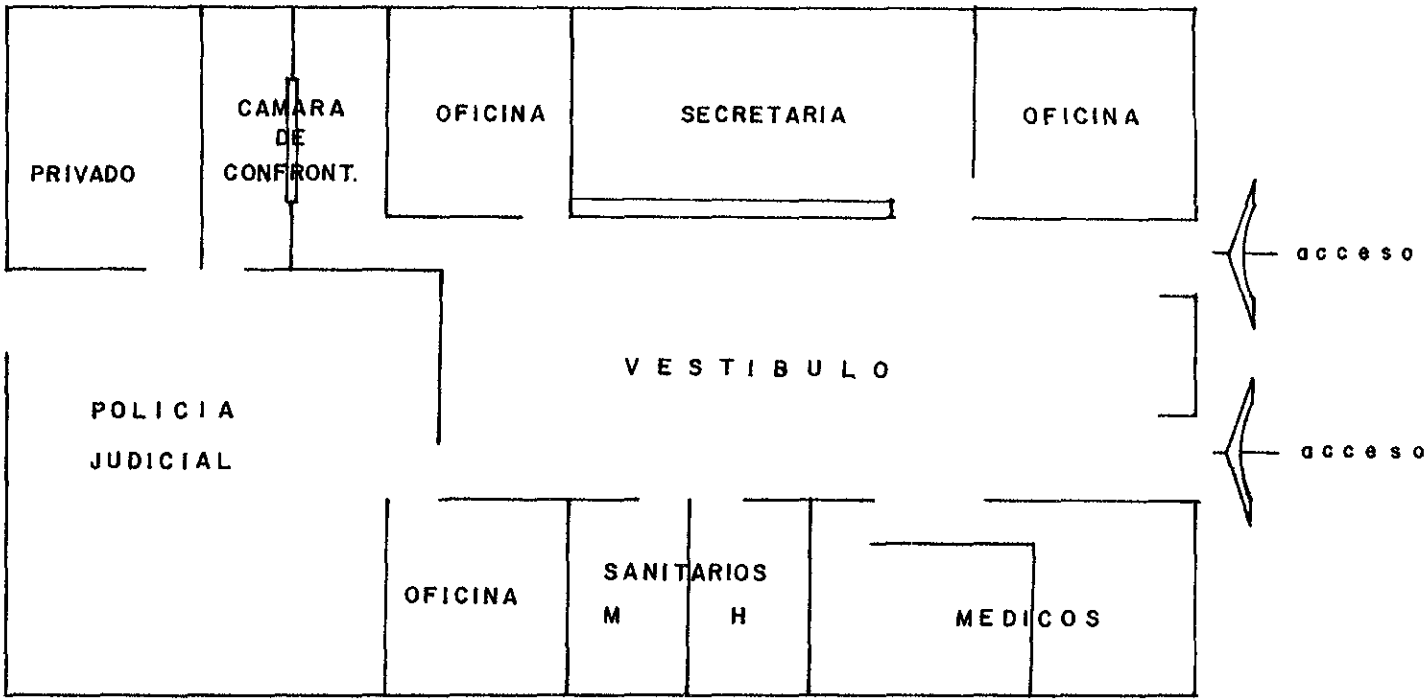 CAMARA
DE
CONFRONT.
OFICINA
SECRETARIA
OFICINA
PRIVADO
acceso
VESTIBULO
POLICIA
JUDICIAL
acceso
OFICINA
SANITARIOS
M H
MEDICOS